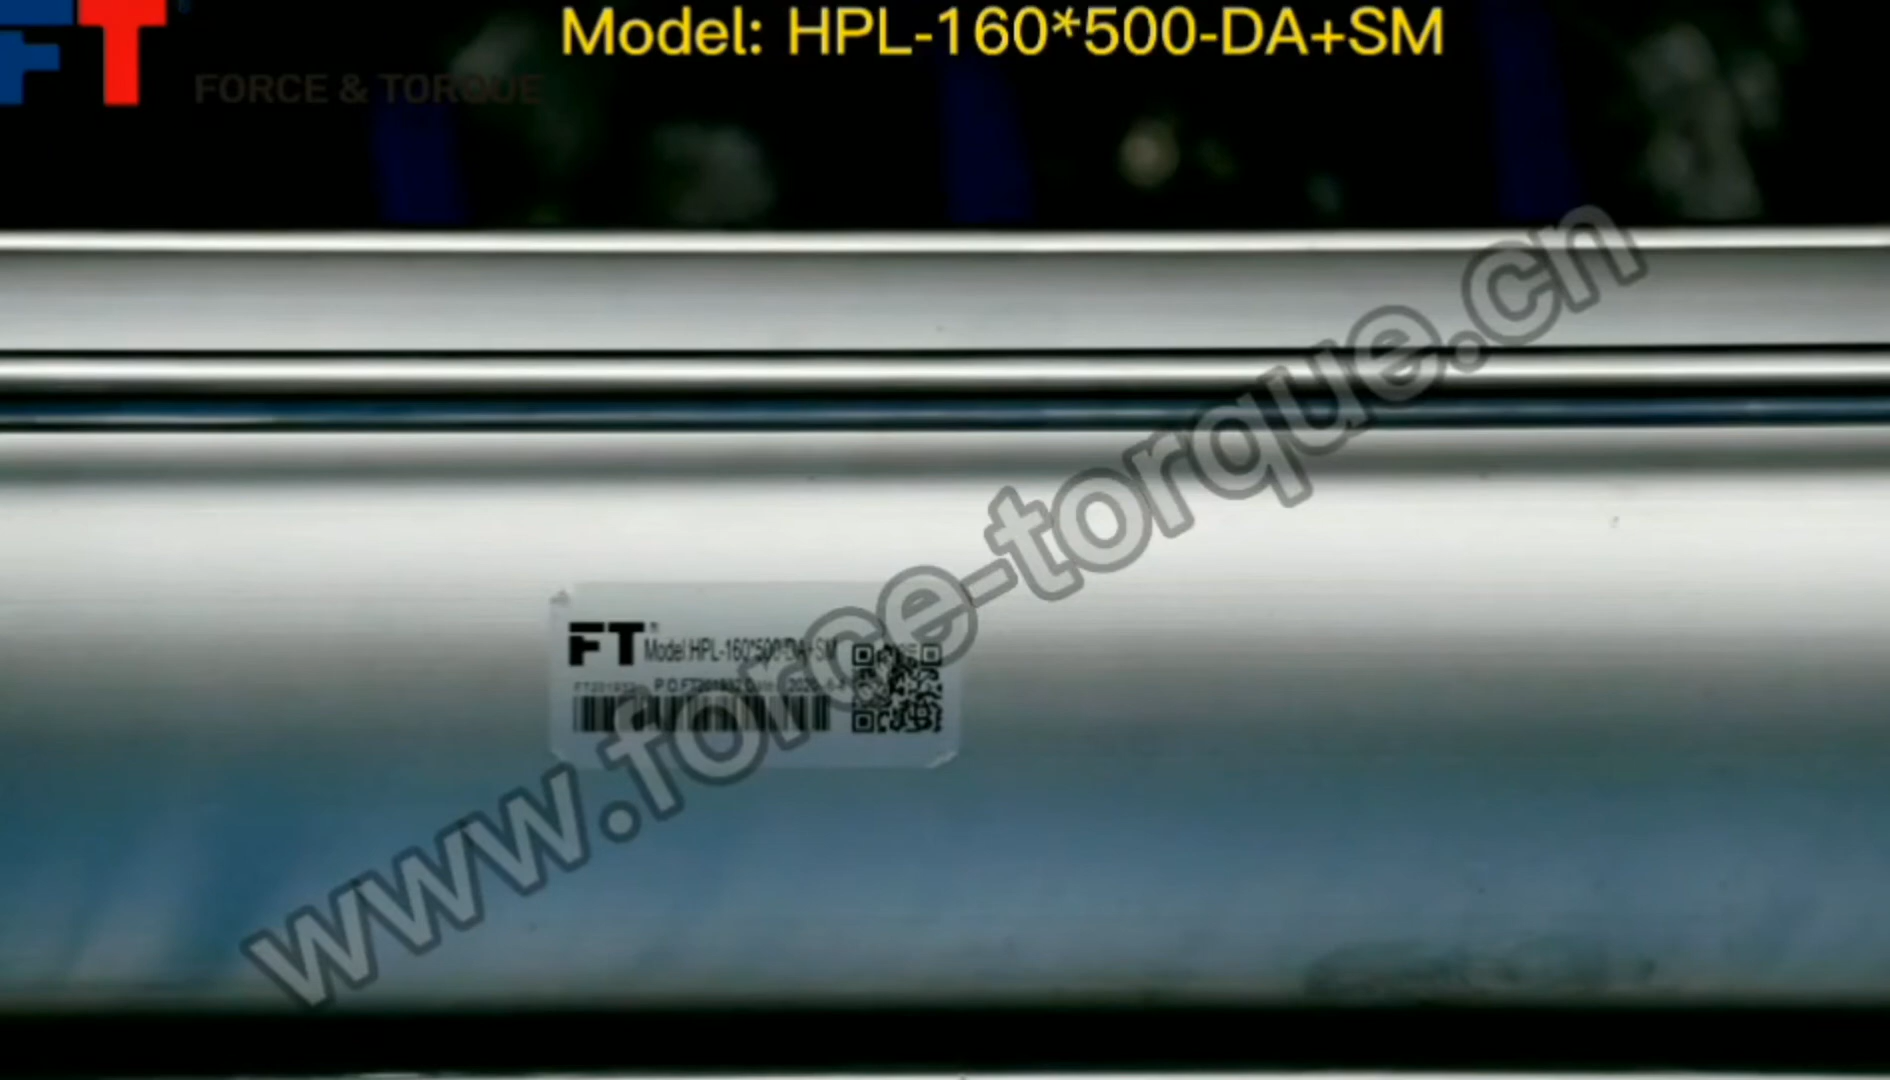 FT
FORCE & TORQUE
Model: HPL-160*500-DA+SM
FT
Model:HPL-160*500-DA+SM
www.force-torque.cn